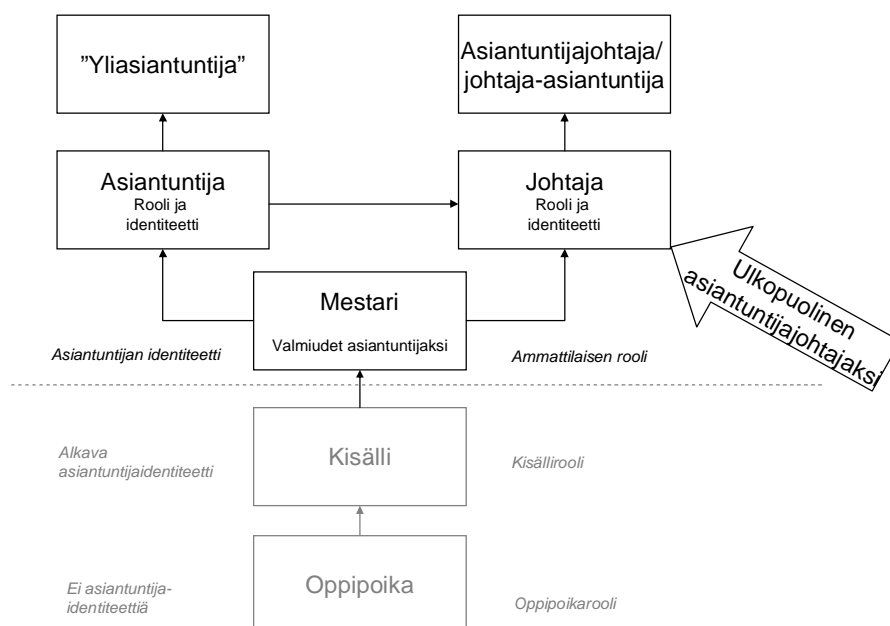 ”Yliasiantuntija”
Asiantuntijajohtaja/
johtaja-asiantuntija
Asiantuntija
Rooli ja
identiteetti
Johtaja
Rooli ja
identiteetti
Ulkopuolinen
asiantuntijajohtajaksi
Mestari
Valmiudet asiantuntijaksi
Asiantuntijan identiteetti
Ammattilaisen rooli
Alkava
asiantuntijaidentiteetti
Kisälli
Kisällirooli
Ei asiantuntija-
identiteettiä
Oppipoika
Oppipoikarooli